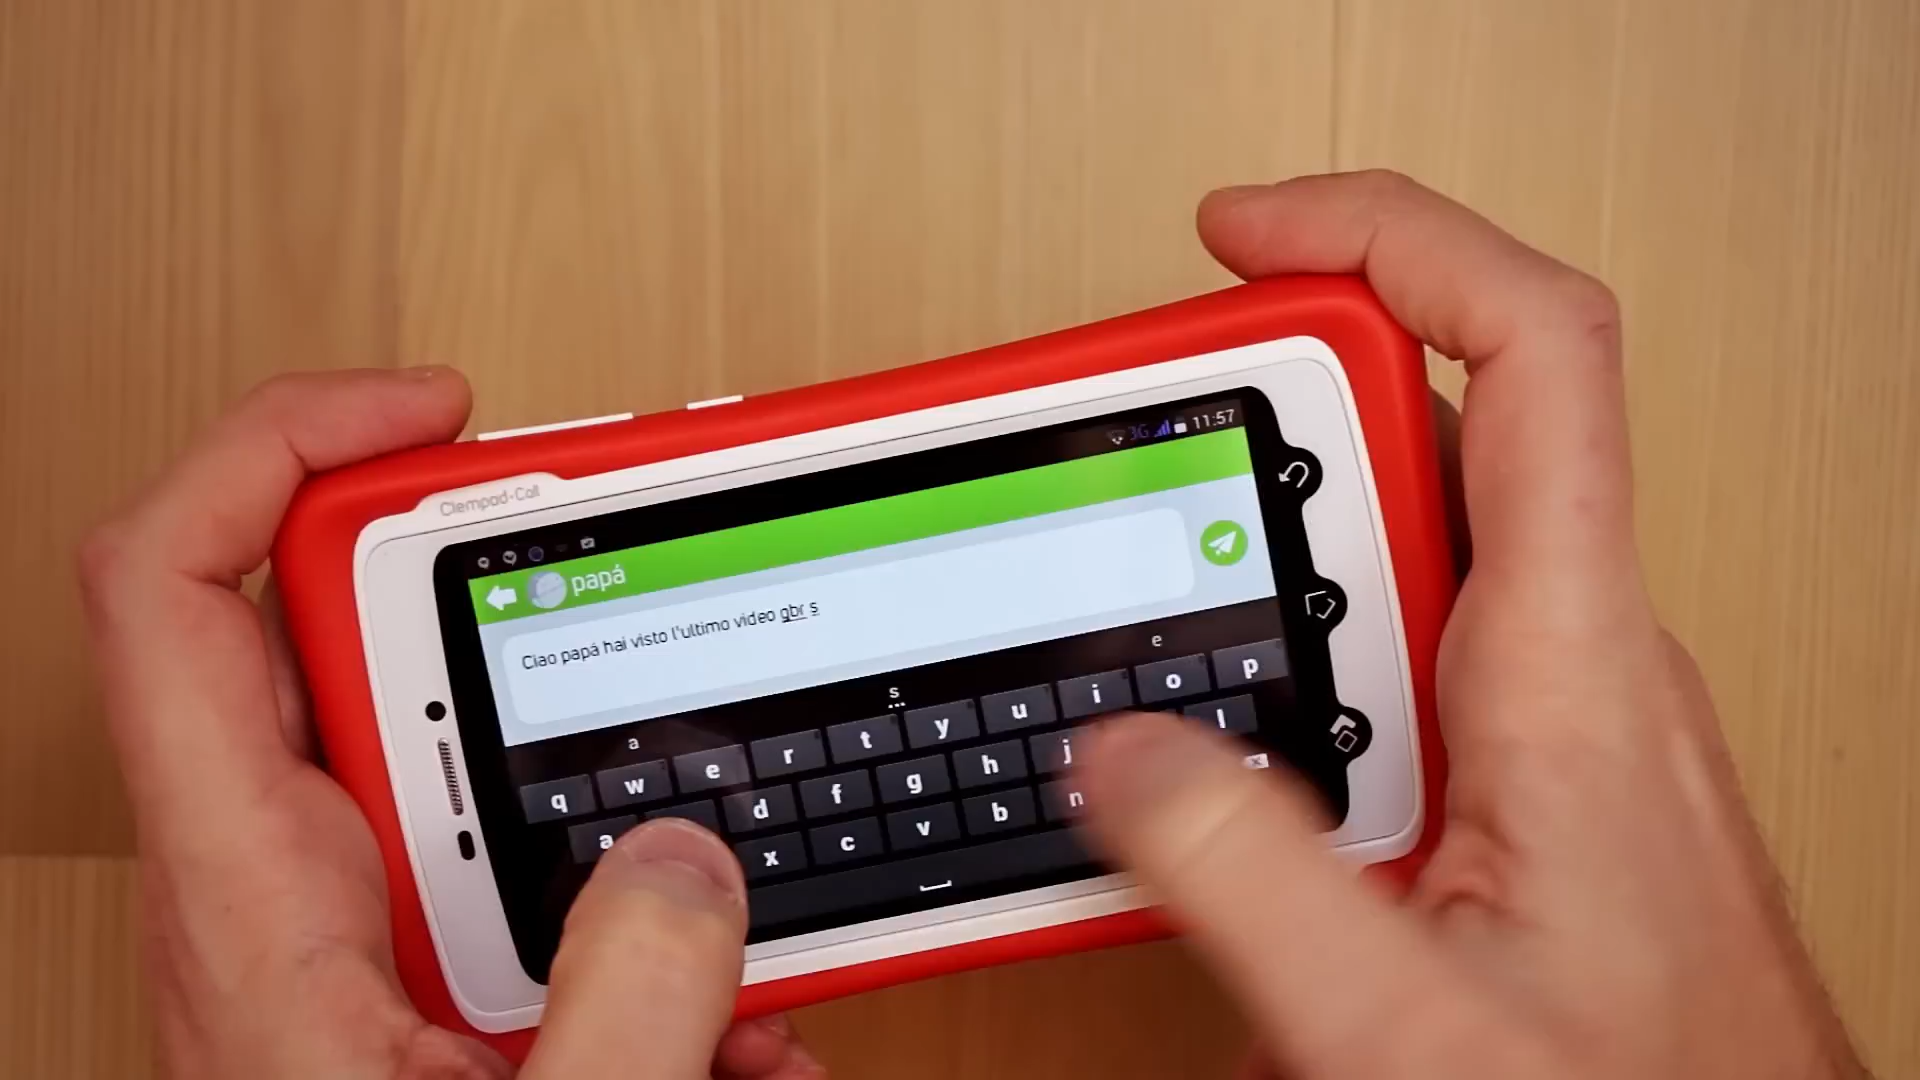 Clempad-Call
3G 11:57
papá
Ciao papá hai visto l'ultimo video gbr s
a s e
q w e r t y u i o p
a d f g h j l
x c v b n